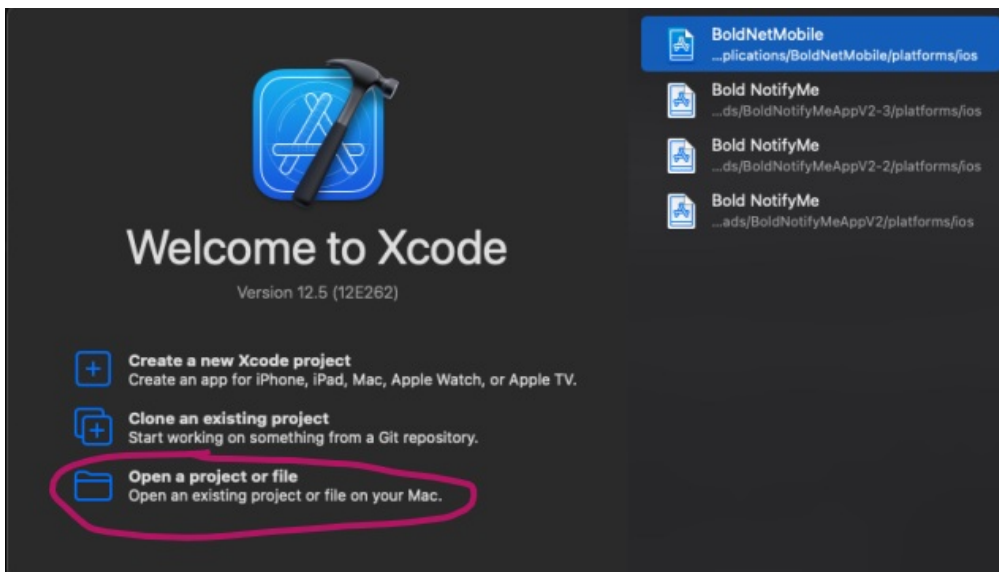 Welcome to Xcode
Version 12.5 (12E262)
Create a new Xcode project
Create an app for iPhone, iPad, Mac, Apple Watch, or Apple TV.
Clone an existing project
Start working on something from a Git repository.
Open a project or file
Open an existing project or file on your Mac.
BoldNetMobile
...plications/BoldNetMobile/platforms/ios
Bold NotifyMe
...ds/BoldNotifyMeAppV2-3/platforms/ios
Bold NotifyMe
...ds/BoldNotifyMeAppV2-2/platforms/ios
Bold NotifyMe
...ads/BoldNotifyMeAppV2/platforms/ios